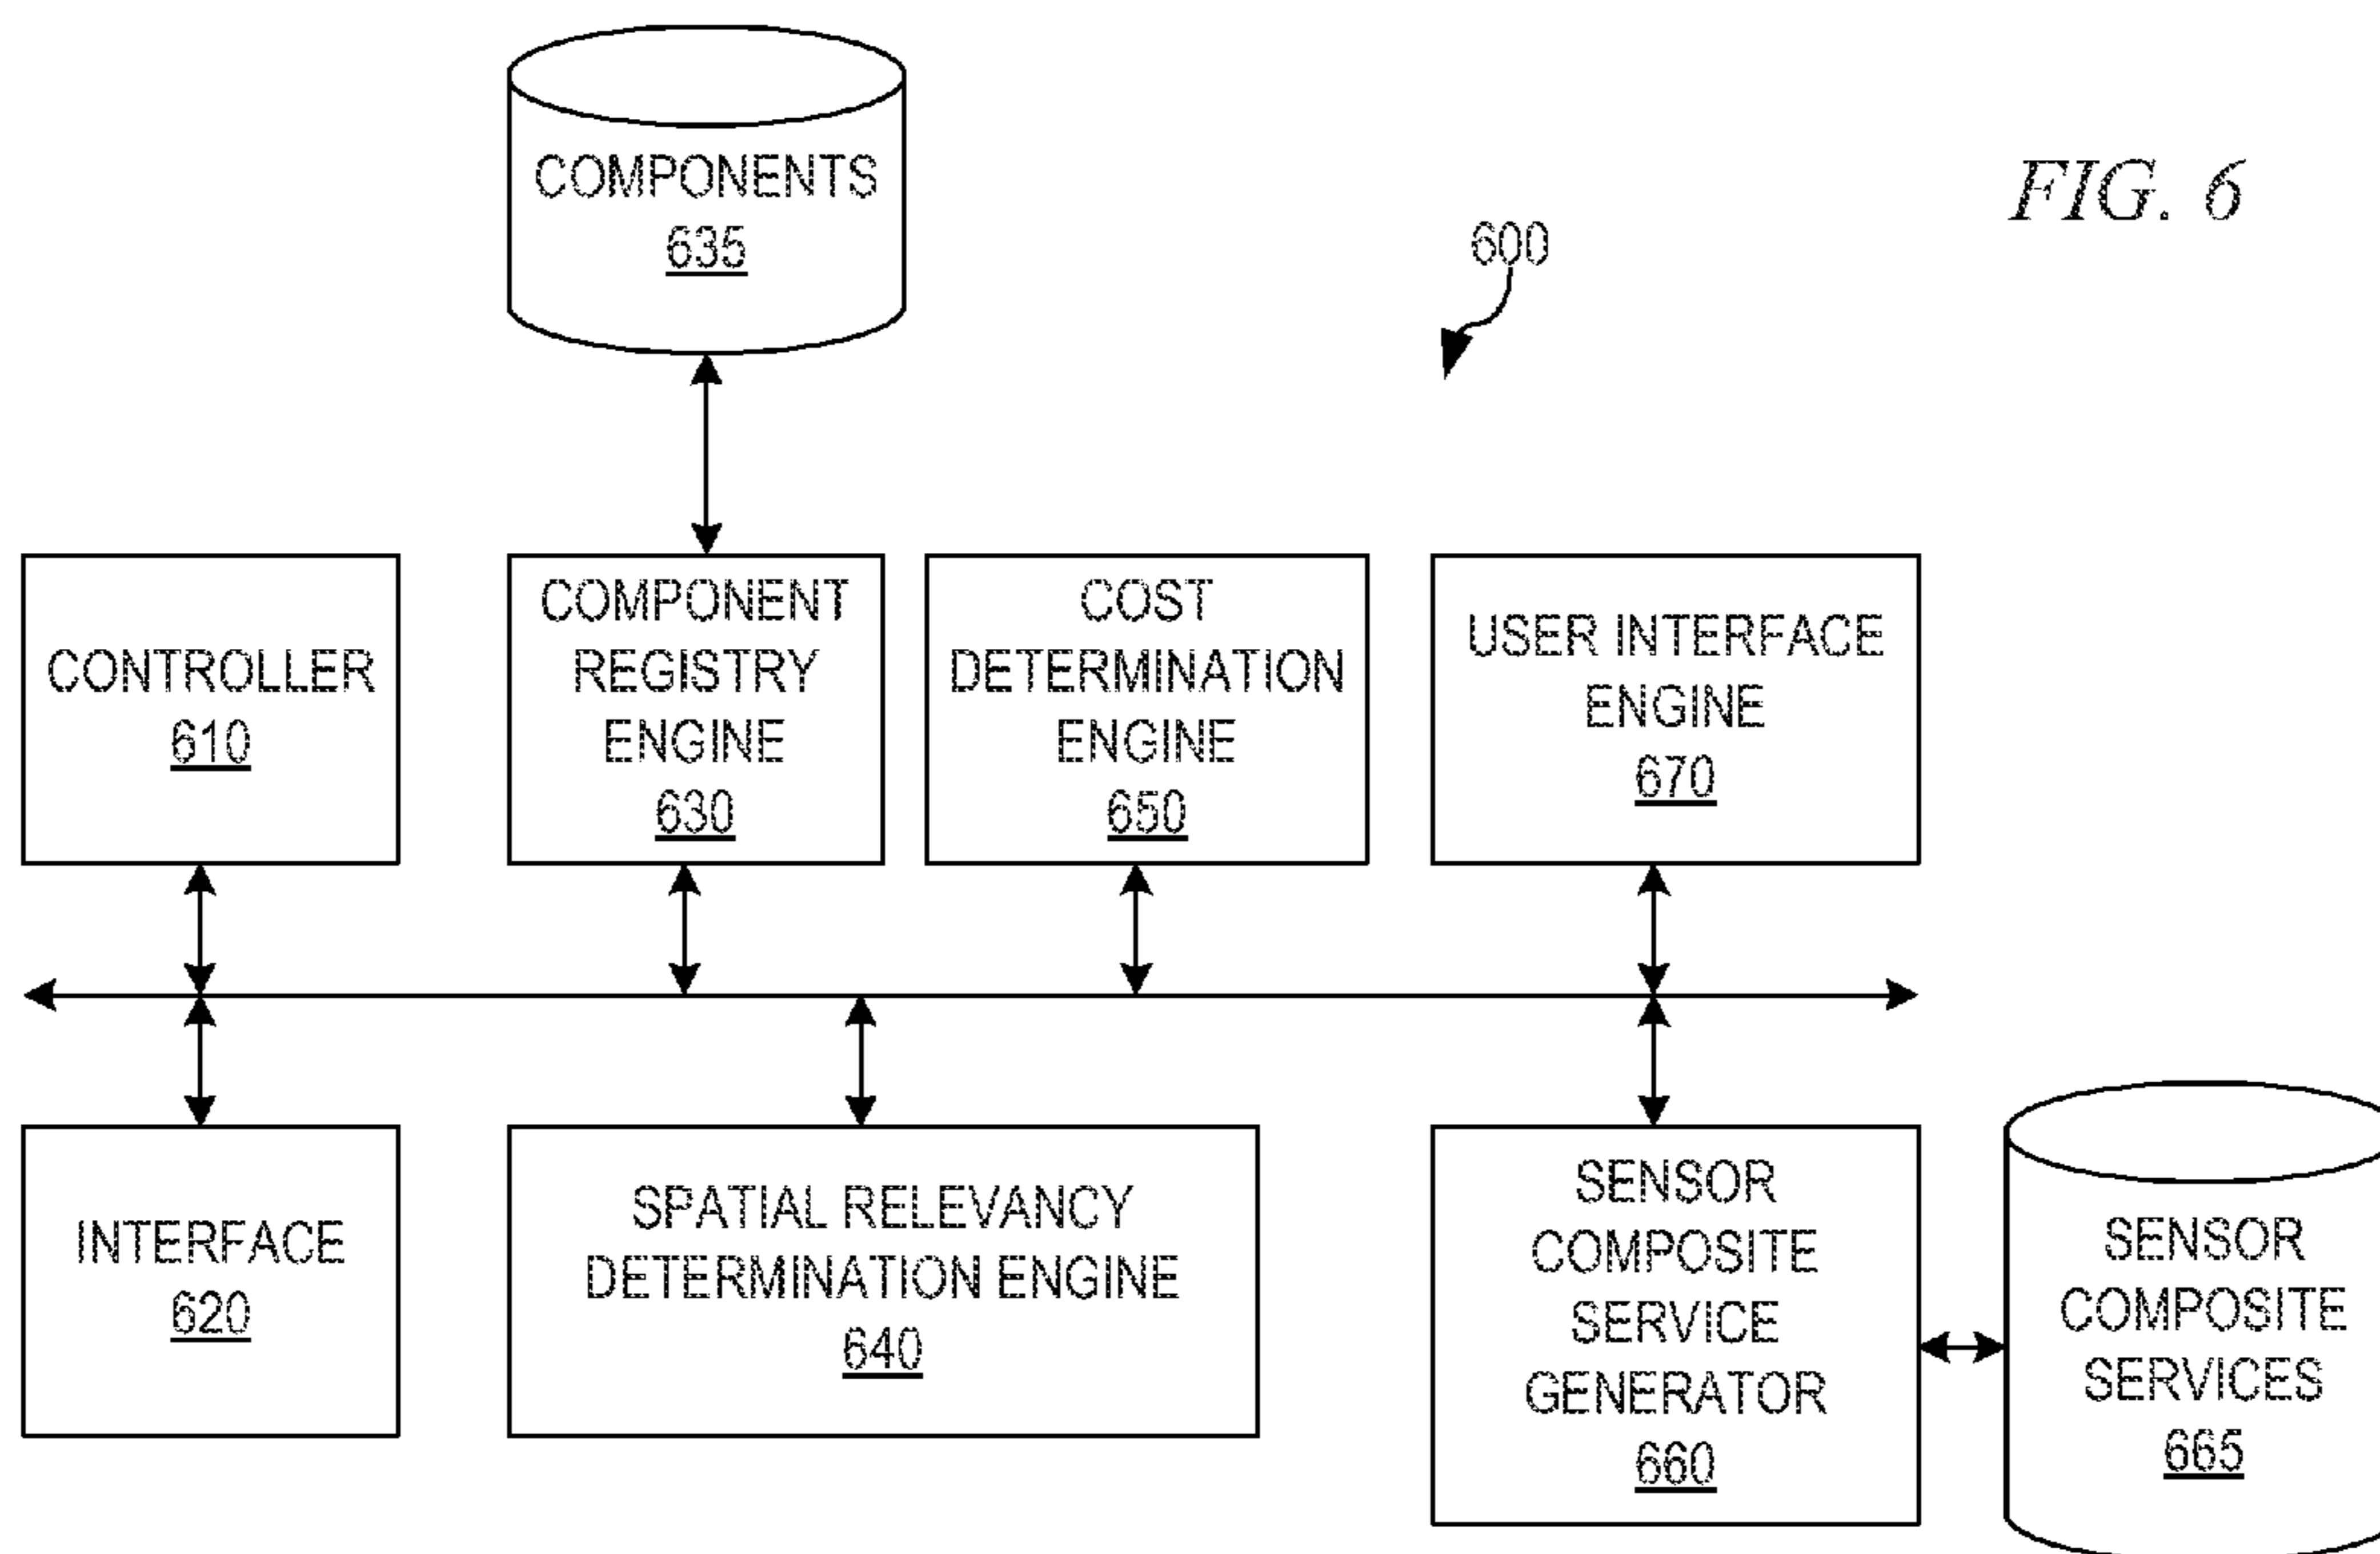 COMPONENTS
635
FIG. 6
600
CONTROLLER
610
COMPONENT
REGISTRY
ENGINE
630
COST
DETERMINATION
ENGINE
650
USER INTERFACE
ENGINE
670
INTERFACE
620
SPATIAL RELEVANCY
DETERMINATION ENGINE
640
SENSOR
COMPOSITE
SERVICE
GENERATOR
660
SENSOR
COMPOSITE
SERVICES
665